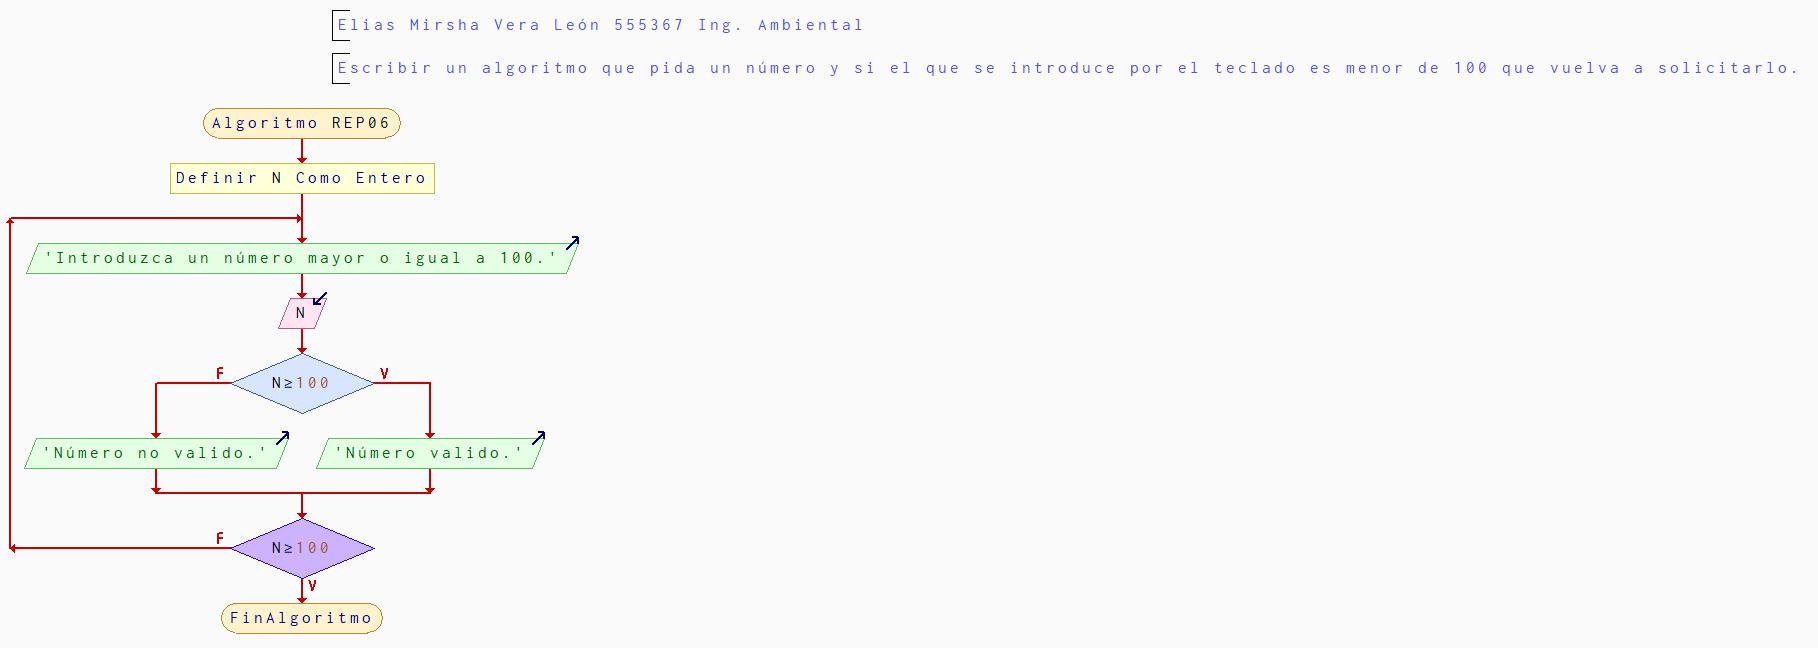 Elias Mirsha Vera León 555367 Ing. Ambiental
Escribir un algoritmo que pida un número y si el que se introduce por el teclado es menor de 100 que vuelva a solicitarlo.
Algoritmo REP06
Definir N Como Entero
'Introduzca un número mayor o igual a 100.'
N
F
V
N≥100
'Número no valido.'
'Número valido.'
F
N≥100
V
FinAlgoritmo